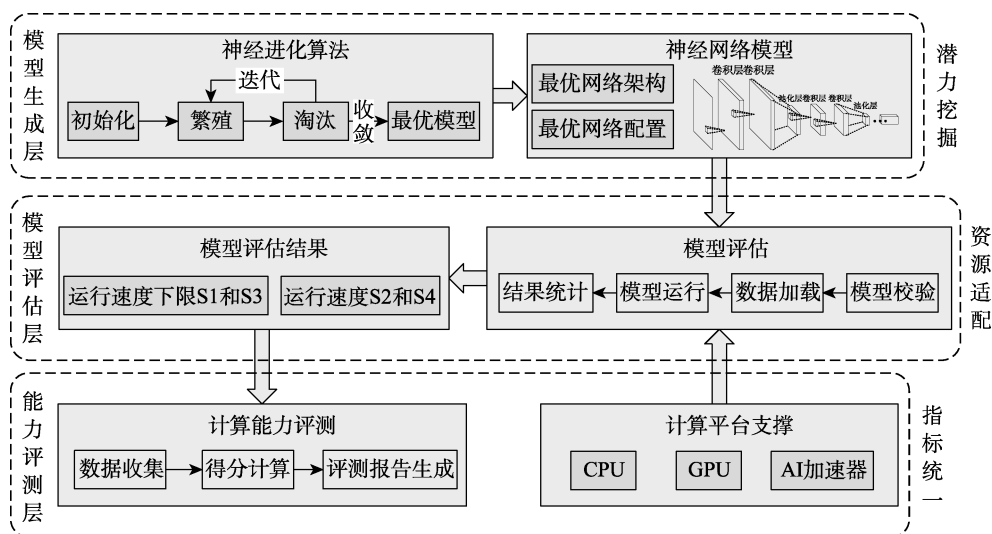 模型生成层
神经进化算法
迭代
初始化
繁殖
淘汰
收敛
最优模型
神经网络模型
最优网络架构
最优网络配置
卷积层卷积层
池化层卷积层
卷积层
池化层
潜力挖掘
模型评估层
模型评估结果
运行速度下限S1和S3
运行速度S2和S4
模型评估
结果统计
模型运行
数据加载
模型校验
资源适配
能力评测层
计算能力评测
数据收集
得分计算
评测报告生成
计算平台支撑
CPU
GPU
AI加速器
指标统一